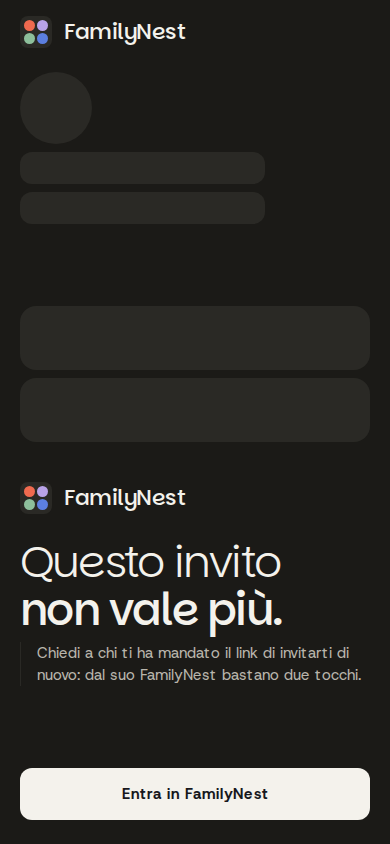 FamilyNest
FamilyNest
Questo invito
non vale più.
Chiedi a chi ti ha mandato il link di invitarti di
nuovo: dal suo FamilyNest bastano due tocchi.
Entra in FamilyNest